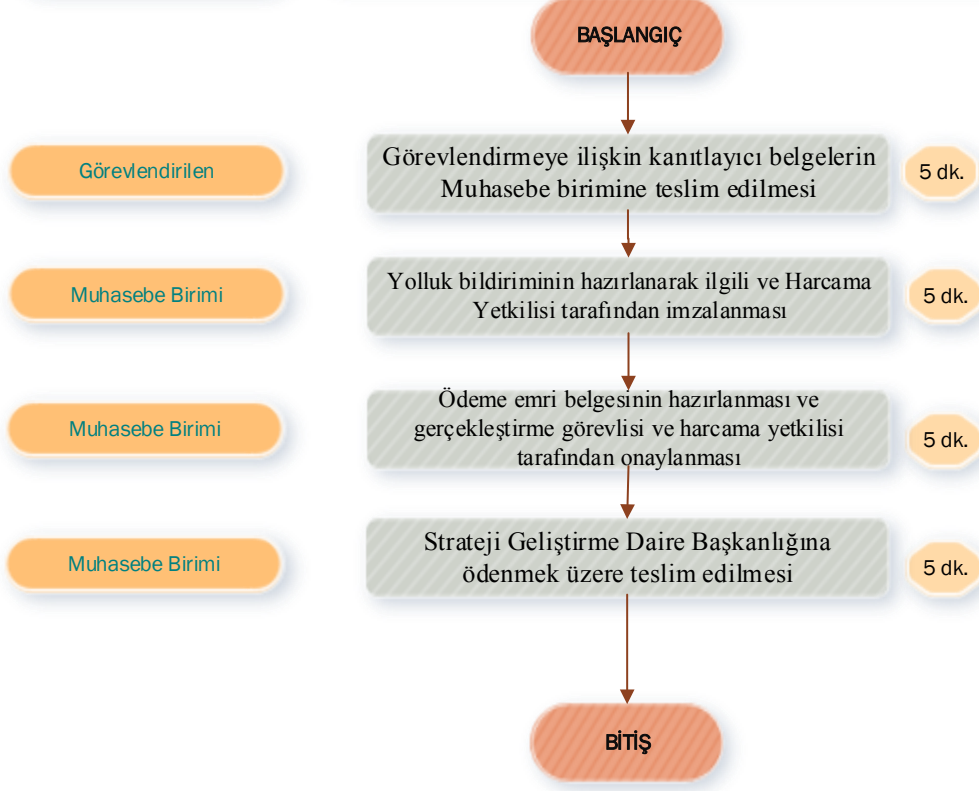 BAŞLANGIÇ
Görevlendirilen
Görevlendirmeye ilişkin kanıtlayıcı belgelerin
Muhasebe birimine teslim edilmesi
5 dk.
Muhasebe Birimi
Yolluk bildiriminin hazırlanarak ilgili ve Harcama
Yetkilisi tarafından imzalanması
5 dk.
Muhasebe Birimi
Ödeme emri belgesinin hazırlanması ve
gerçekleştirme görevlisi ve harcama yetkilisi
tarafından onaylanması
5 dk.
Muhasebe Birimi
Strateji Geliştirme Daire Başkanlığına
ödenmek üzere teslim edilmesi
5 dk.
BİTİŞ